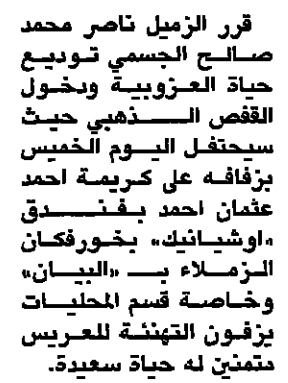 قرر الزميل ناصر محمد
صالح الجسمي توديع
حياة العزوبية ودخول
القفص الذهبي حيث
سيحتفل اليوم الخميس
بزفافه على كريمة احمد
عثمان احمد بفندق
«اوشيانيك» بخورفكان
الزملاء بـ «البيان»
وخاصة قسم المحليات
يزفون التهنئة للعريس
متمنين له حياة سعيدة.